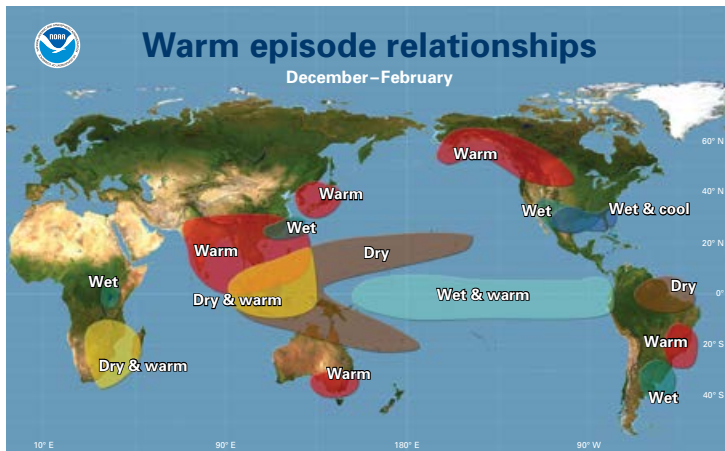 NOAA
Warm episode relationships
December–February
60° N
Warm
40° N
Warm
Wet
Wet & cool
Wet
Warm
Dry
20° N
Wet
Dry & warm
Wet & warm
Dry
0°
Warm
20° S
Dry & warm
Warm
Wet
40° S
10° E
90° E
180° E
90° W